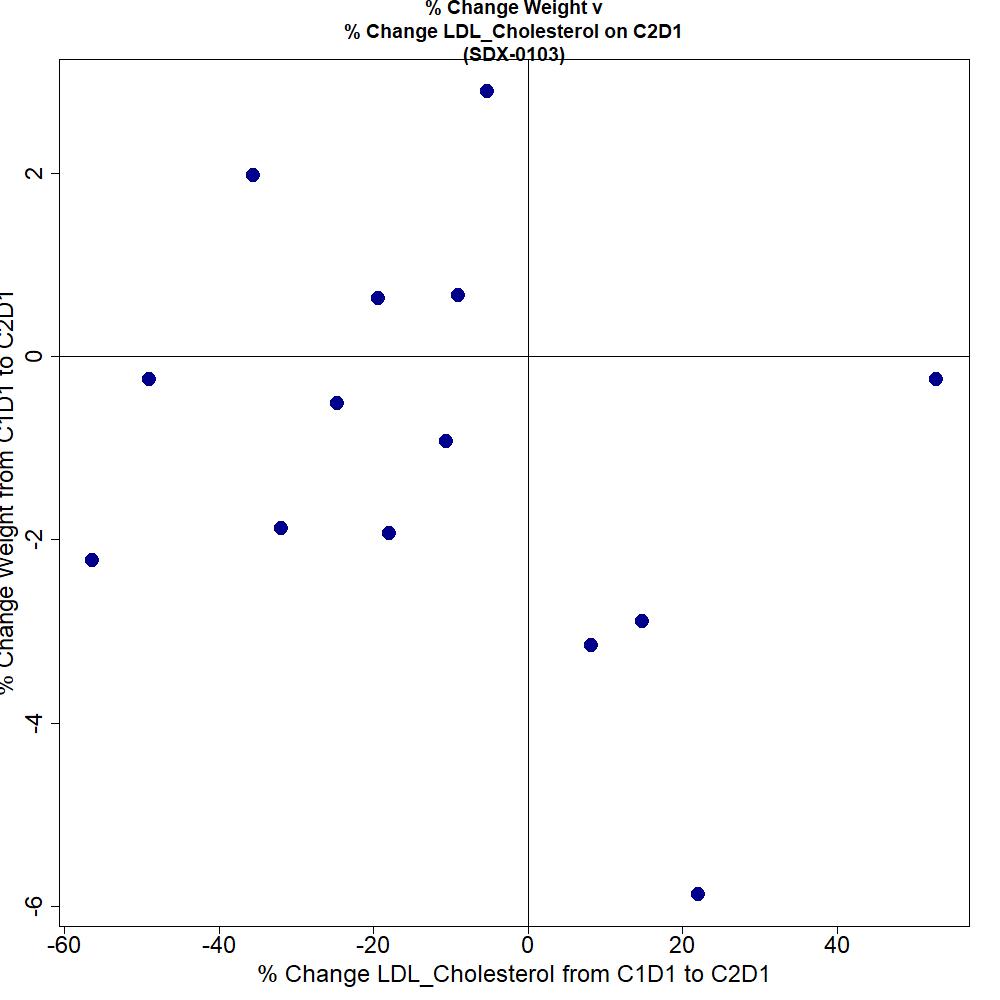 % Change Weight v
% Change LDL_Cholesterol on C2D1
(SDX-0103)
% Change Weight from C1D1 to C2D1
2
0
-2
-4
-6
-60
-40
-20
0
20
40
% Change LDL_Cholesterol from C1D1 to C2D1